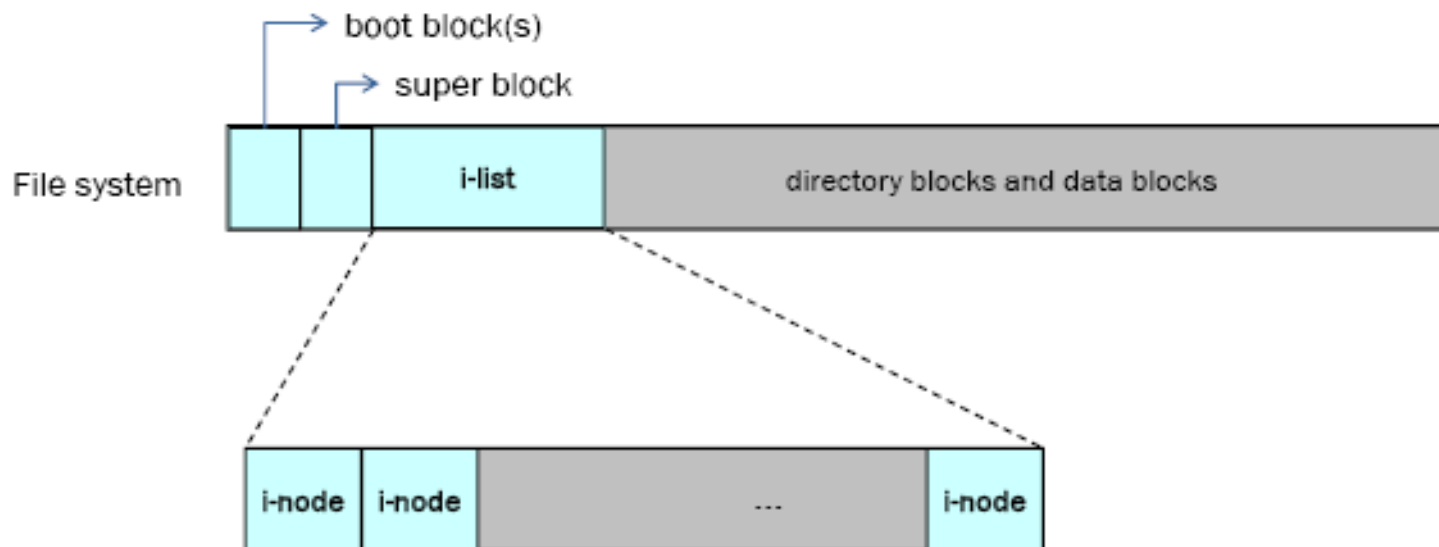 boot block(s)
super block
File system
i-list
directory blocks and data blocks
i-node i-node ... i-node